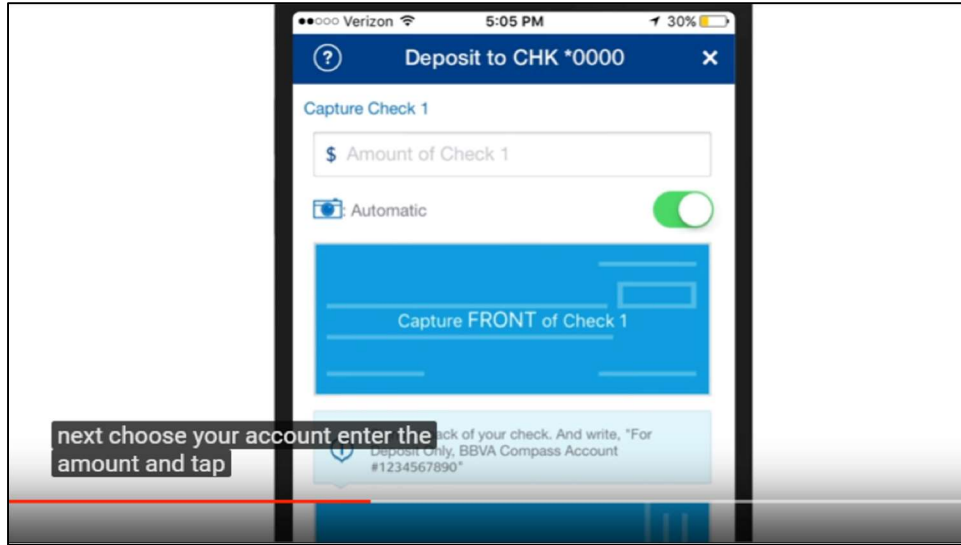 Verizon 5:05 PM 30%
? Deposit to CHK *0000 ×
Capture Check 1
$ Amount of Check 1
: Automatic
Capture FRONT of Check 1
next choose your account enter the
amount and tap
ack of your check. And write, "For
Deposit Only, BBVA Compass Account
#1234567890"